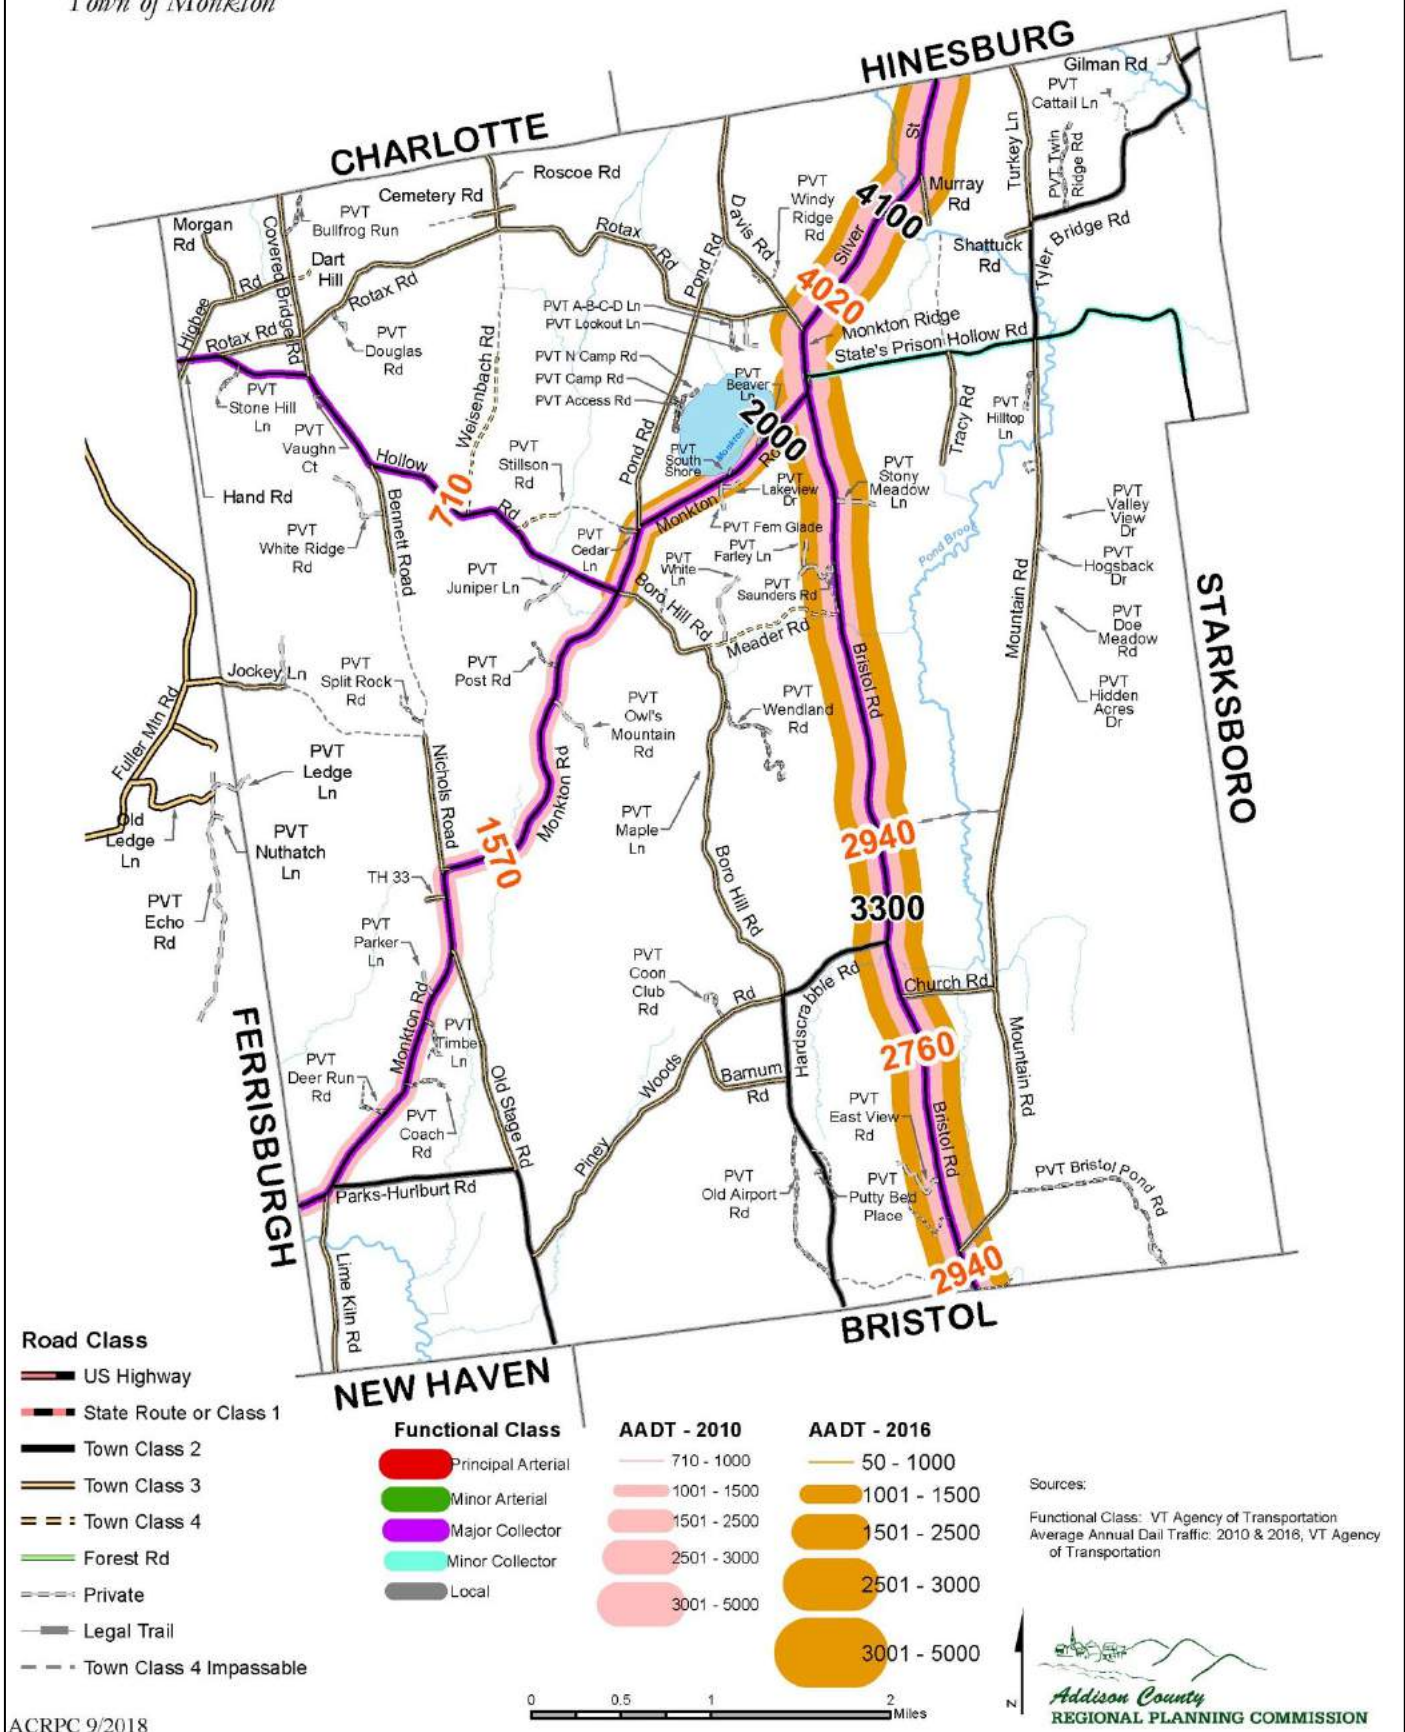 Town of Monkton
HINESBURG
CHARLOTTE
STARKSBORO
FERRISBURGH
BRISTOL
NEW HAVEN
Gilman Rd
PVT
Cattail Ln
PVT Twin
Ridge Rd
Turkey Ln
St
Murray
Rd
4100
Silver
4020
Shattuck
Rd
Tyler Bridge Rd
PVT
Windy
Ridge
Rd
Davis Rd
Roscoe Rd
Cemetery Rd
Morgan
Rd
PVT
Bullfrog Run
Covered Bridge Rd
Dart
Hill
Rotax Rd
Rotax
Rd
Pond Rd
Higbee
Rd
Rotax Rd
PVT A-B-C-D Ln
PVT Lookout Ln
Monkton Ridge
State's Prison Hollow Rd
PVT
Douglas
Rd
PVT N Camp Rd
PVT Camp Rd
PVT Access Rd
PVT
Beaver
Ln
2000
Monkton
Rd
Weisenbach Rd
PVT
Stone Hill
Ln
PVT
Vaughn
Ct
Hollow
710
Rd
PVT
Stillson
Rd
Pond Rd
PVT
South
Shore
Tracy Rd
PVT
Hilltop
Ln
Hand Rd
PVT
White Ridge
Rd
Bennett Road
PVT
Lakeview
Dr
Monkton
PVT Fern Glade
PVT
Farley Ln
PVT
Stony
Meadow
Ln
PVT
Valley
View
Dr
PVT
Cedar
Ln
PVT
White
Ln
PVT
Saunders Rd
Pond Brook
PVT
Hogsback
Dr
PVT
Juniper Ln
Boro Hill Rd
Meader Rd
Mountain Rd
PVT
Doe
Meadow
Rd
Jockey Ln
PVT
Split Rock
Rd
PVT
Post Rd
PVT
Owl's
Mountain
Rd
PVT
Wendland
Rd
Bristol Rd
PVT
Hidden
Acres
Dr
Fuller Mtn Rd
PVT
Ledge
Ln
Nichols Road
Monkton Rd
PVT
Maple
Ln
Old
Ledge
Ln
PVT
Nuthatch
Ln
1570
2940
TH 33
PVT
Echo
Rd
Boro Hill Rd
3300
PVT
Parker
Ln
PVT
Coon
Club
Rd
Rd
Hardscrabble Rd
Church Rd
Monkton Rd
PVT
Timber
Ln
2760
Mountain Rd
PVT
Deer Run
Rd
Old Stage Rd
Woods
Barnum
Rd
PVT
Coach
Rd
PVT
East View
Rd
Bristol Rd
Piney
Parks-Hurlburt Rd
PVT
Old Airport
Rd
PVT
Putty Bed
Place
PVT Bristol Pond Rd
Lime Kiln Rd
2940
Road Class
US Highway
State Route or Class 1
Town Class 2
Town Class 3
Town Class 4
Forest Rd
Private
Legal Trail
Town Class 4 Impassable
Functional Class
Principal Arterial
Minor Arterial
Major Collector
Minor Collector
Local
AADT - 2010
710 - 1000
1001 - 1500
1501 - 2500
2501 - 3000
3001 - 5000
AADT - 2016
50 - 1000
1001 - 1500
1501 - 2500
2501 - 3000
3001 - 5000
Sources:
Functional Class: VT Agency of Transportation
Average Annual Dail Traffic: 2010 & 2016, VT Agency
of Transportation
0 0.5 1 2
Miles
N
Addison County
REGIONAL PLANNING COMMISSION
ACRPC 9/2018